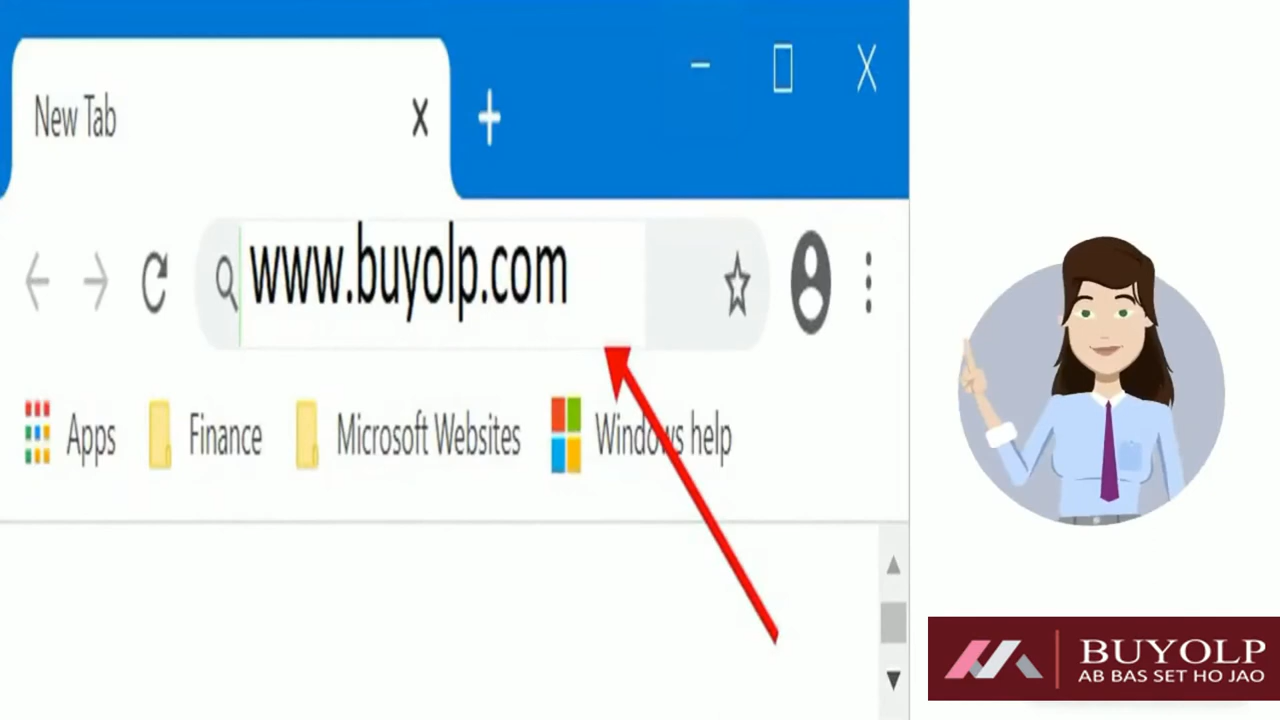 New Tab
www.buyolp.com
Apps Finance Microsoft Websites Windows help
BUYOLP
AB BAS SET HO JAO